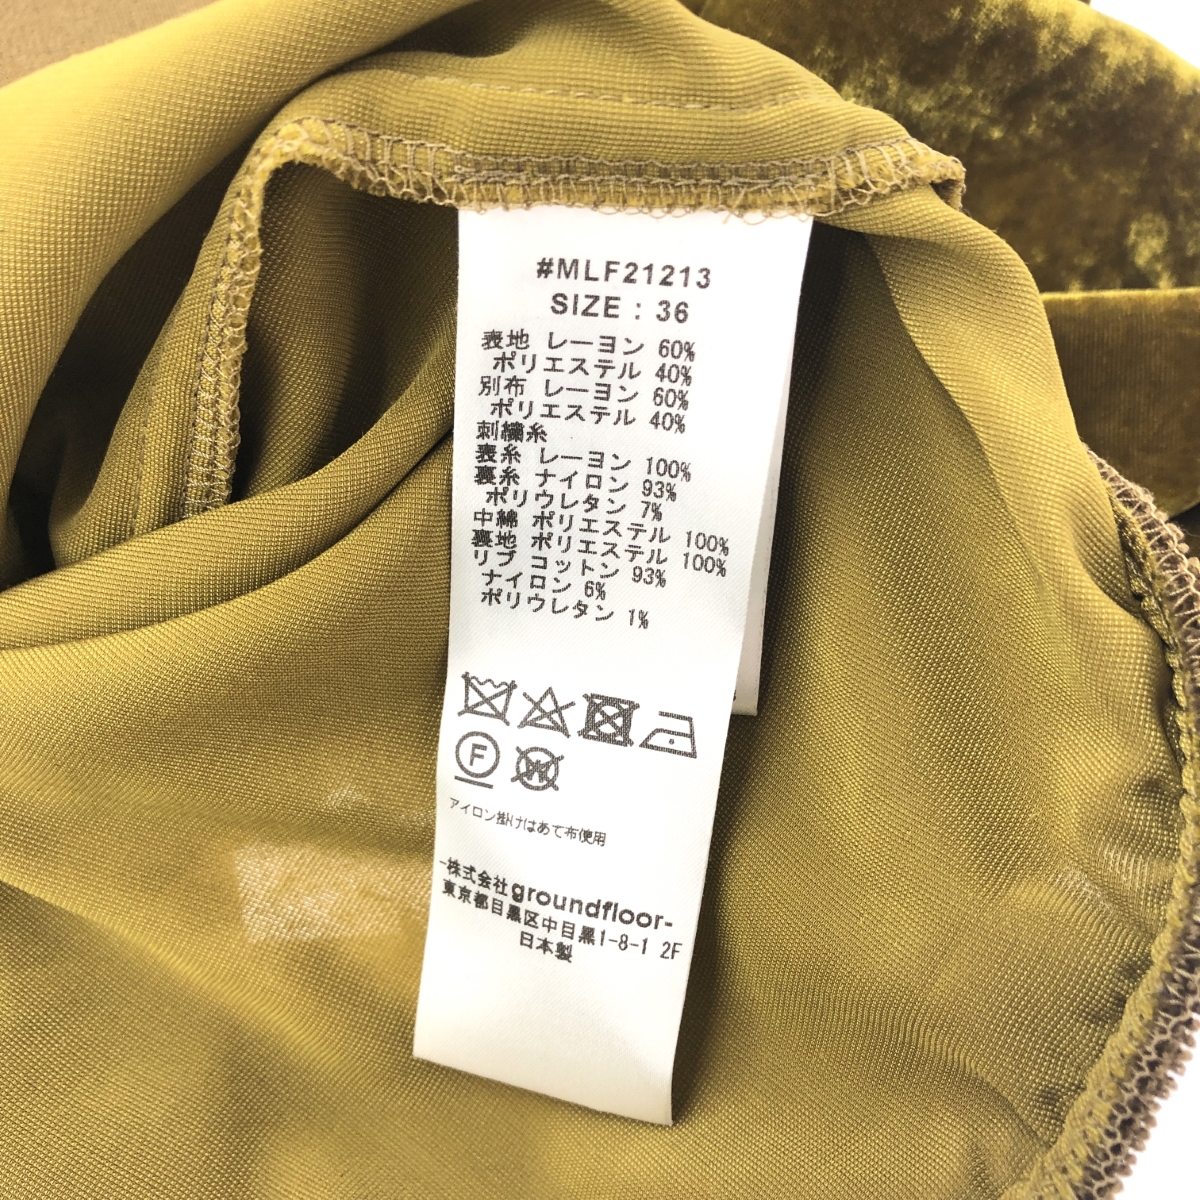 #MLF21213
SIZE : 36
表地 レーヨン 60%
ポリエステル 40%
別布 レーヨン 60%
ポリエステル 40%
刺繍糸
表糸 レーヨン 100%
裏糸 ナイロン 93%
ポリウレタン 7%
中綿 ポリエステル 100%
裏地 ポリエステル 100%
リブ コットン 93%
ナイロン 6%
ポリウレタン 1%
F W
アイロン掛けはあて布使用
-株式会社groundfloor-
東京都目黒区中目黒1-8-1 2F
日本製